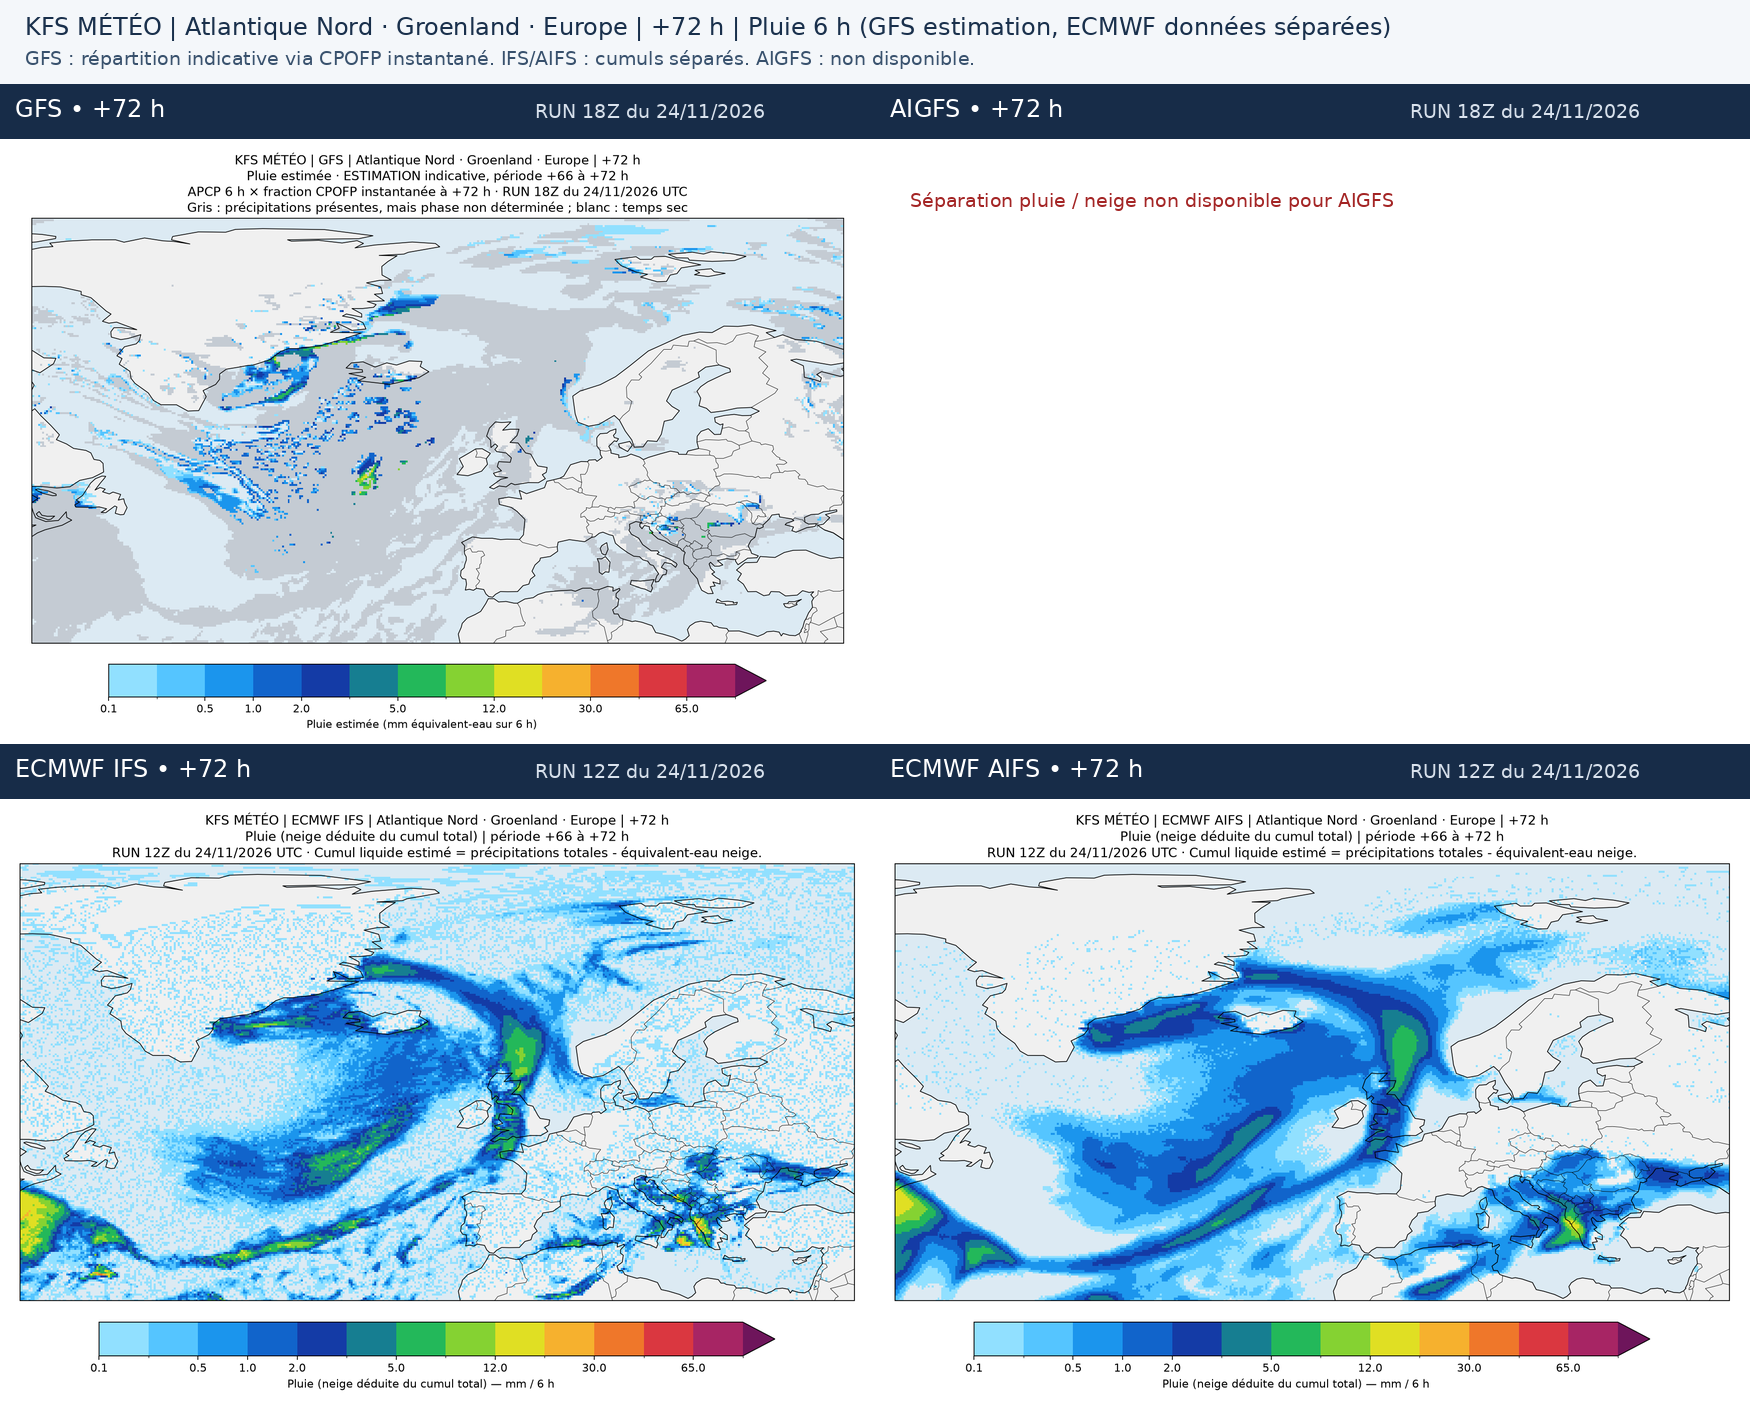 KFS MÉTÉO | Atlantique Nord · Groenland · Europe | +72 h | Pluie 6 h (GFS estimation, ECMWF données séparées)
GFS : répartition indicative via CPOFP instantané. IFS/AIFS : cumuls séparés. AIGFS : non disponible.
GFS • +72 h RUN 18Z du 24/11/2026
KFS MÉTÉO | GFS | Atlantique Nord · Groenland · Europe | +72 h
Pluie estimée · ESTIMATION indicative, période +66 à +72 h
APCP 6 h × fraction CPOFP instantanée à +72 h · RUN 18Z du 24/11/2026 UTC
Gris : précipitations présentes, mais phase non déterminée ; blanc : temps sec
0.1 0.5 1.0 2.0 5.0 12.0 30.0 65.0
Pluie estimée (mm équivalent-eau sur 6 h)
AIGFS • +72 h RUN 18Z du 24/11/2026
Séparation pluie / neige non disponible pour AIGFS
ECMWF IFS • +72 h RUN 12Z du 24/11/2026
KFS MÉTÉO | ECMWF IFS | Atlantique Nord · Groenland · Europe | +72 h
Pluie (neige déduite du cumul total) | période +66 à +72 h
RUN 12Z du 24/11/2026 UTC · Cumul liquide estimé = précipitations totales - équivalent-eau neige.
0.1 0.5 1.0 2.0 5.0 12.0 30.0 65.0
Pluie (neige déduite du cumul total) — mm / 6 h
ECMWF AIFS • +72 h RUN 12Z du 24/11/2026
KFS MÉTÉO | ECMWF AIFS | Atlantique Nord · Groenland · Europe | +72 h
Pluie (neige déduite du cumul total) | période +66 à +72 h
RUN 12Z du 24/11/2026 UTC · Cumul liquide estimé = précipitations totales - équivalent-eau neige.
0.1 0.5 1.0 2.0 5.0 12.0 30.0 65.0
Pluie (neige déduite du cumul total) — mm / 6 h